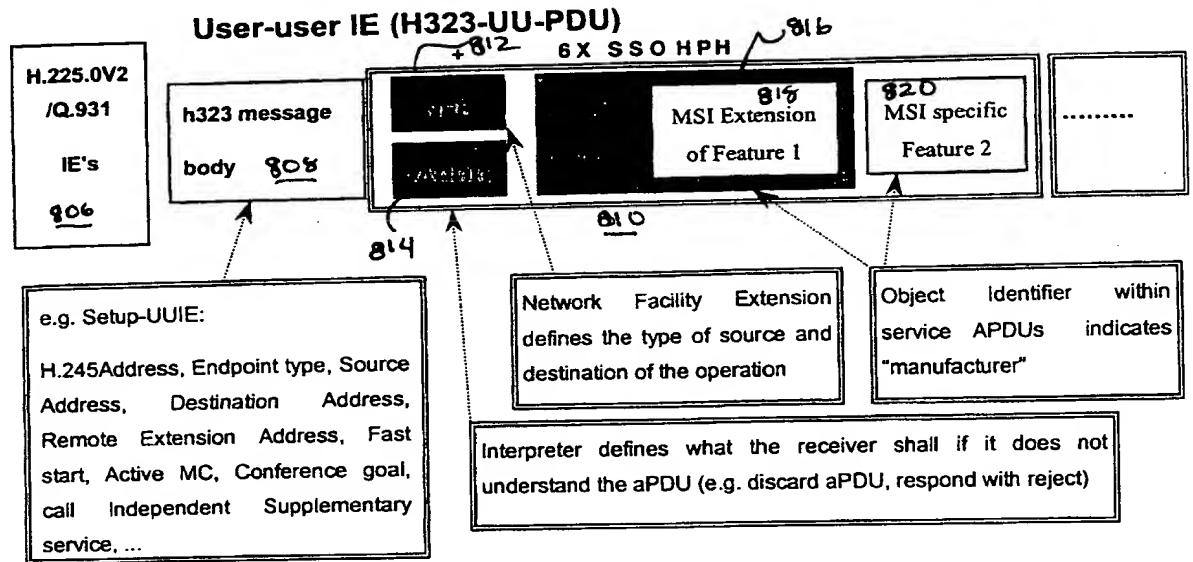 User-user IE (H323-UU-PDU)
812
6X SSOHPH
816
H.225.0V2
/Q.931
IE's
806
h323 message
body 808
818
MSI Extension
of Feature 1
820
MSI specific
Feature 2
.........
810
814
e.g. Setup-UUIE:
H.245Address, Endpoint type, Source
Address, Destination Address,
Remote Extension Address, Fast
start, Active MC, Conference goal,
call Independent Supplementary
service, ...
Network Facility Extension
defines the type of source and
destination of the operation
Object Identifier within
service APDUs indicates
"manufacturer"
Interpreter defines what the receiver shall if it does not
understand the aPDU (e.g. discard aPDU, respond with reject)